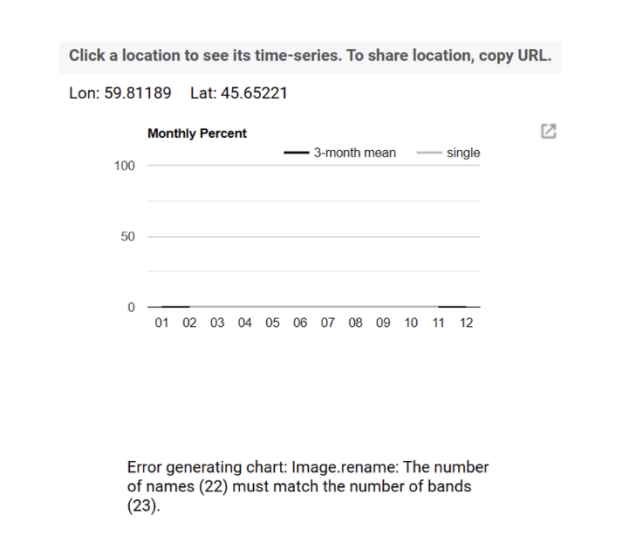 Click a location to see its time-series. To share location, copy URL.
Lon: 59.81189 Lat: 45.65221
Monthly Percent
3-month mean single
100
50
0
01 02 03 04 05 06 07 08 09 10 11 12
Error generating chart: Image.rename: The number
of names (22) must match the number of bands
(23).